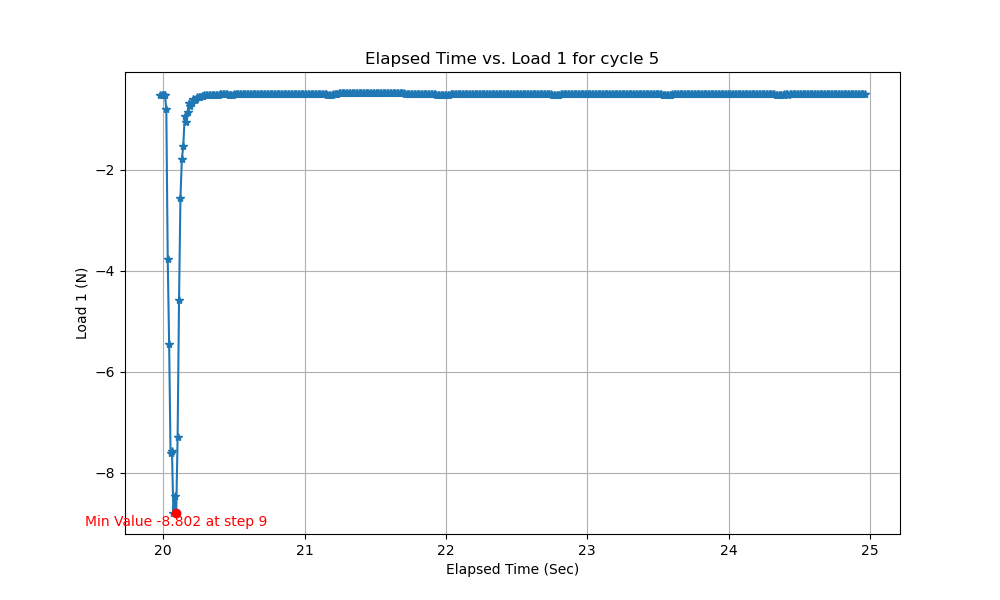 Elapsed Time vs. Load 1 for cycle 5
Load 1 (N)
−2
−4
−6
−8
Min Value -8.802 at step 9
20 21 22 23 24 25
Elapsed Time (Sec)